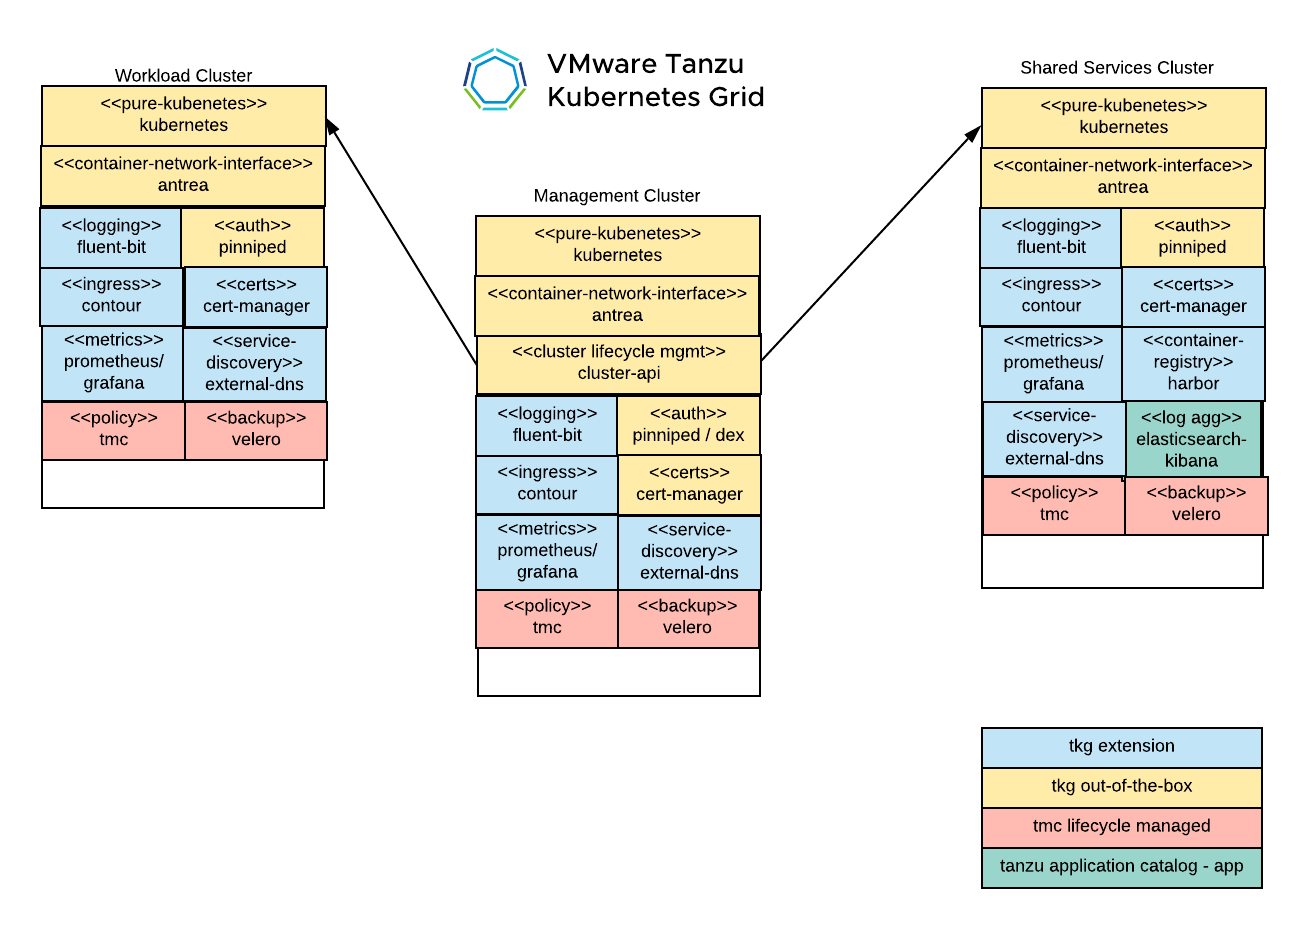 VMware Tanzu
Kubernetes Grid
Workload Cluster
<<pure-kubenetes>>
kubernetes
<<container-network-interface>>
antrea
<<logging>>
fluent-bit
<<auth>>
pinniped
<<ingress>>
contour
<<certs>>
cert-manager
<<metrics>>
prometheus/
grafana
<<service-
discovery>>
external-dns
<<policy>>
tmc
<<backup>>
velero
Management Cluster
<<pure-kubenetes>>
kubernetes
<<container-network-interface>>
antrea
<<cluster lifecycle mgmt>>
cluster-api
<<logging>>
fluent-bit
<<auth>>
pinniped / dex
<<ingress>>
contour
<<certs>>
cert-manager
<<metrics>>
prometheus/
grafana
<<service-
discovery>>
external-dns
<<policy>>
tmc
<<backup>>
velero
Shared Services Cluster
<<pure-kubenetes>>
kubernetes
<<container-network-interface>>
antrea
<<logging>>
fluent-bit
<<auth>>
pinniped
<<ingress>>
contour
<<certs>>
cert-manager
<<metrics>>
prometheus/
grafana
<<container-
registry>>
harbor
<<service-
discovery>>
external-dns
<<log agg>>
elasticsearch-
kibana
<<policy>>
tmc
<<backup>>
velero
tkg extension
tkg out-of-the-box
tmc lifecycle managed
tanzu application catalog - app